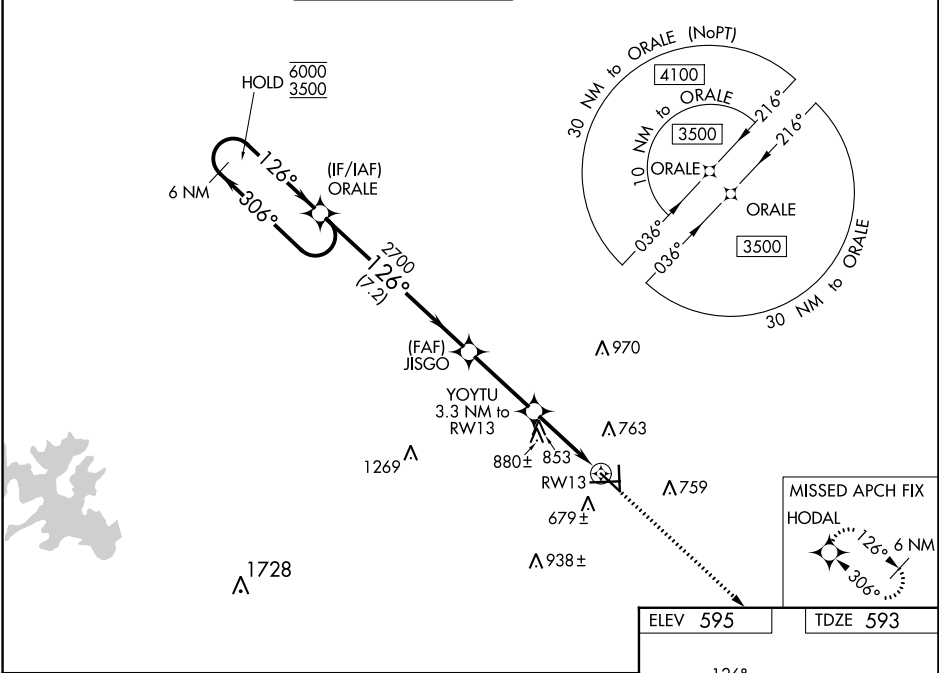 HOLD 6000
3500
126°
6 NM
306°
(IF/IAF)
ORALE
2700
126°
(7.2)
(FAF)
JISGO
YOYTU
3.3 NM to
RW13
880± 853
RW13
679±
938±
1269
1728
970
763
759
30 NM to ORALE (NoPT)
4100
10 NM to ORALE
3500
ORALE
216°
036°
216°
036°
ORALE
3500
30 NM to ORALE
MISSED APCH FIX
HODAL
126°
6 NM
306°
ELEV 595
TDZE 593
126°